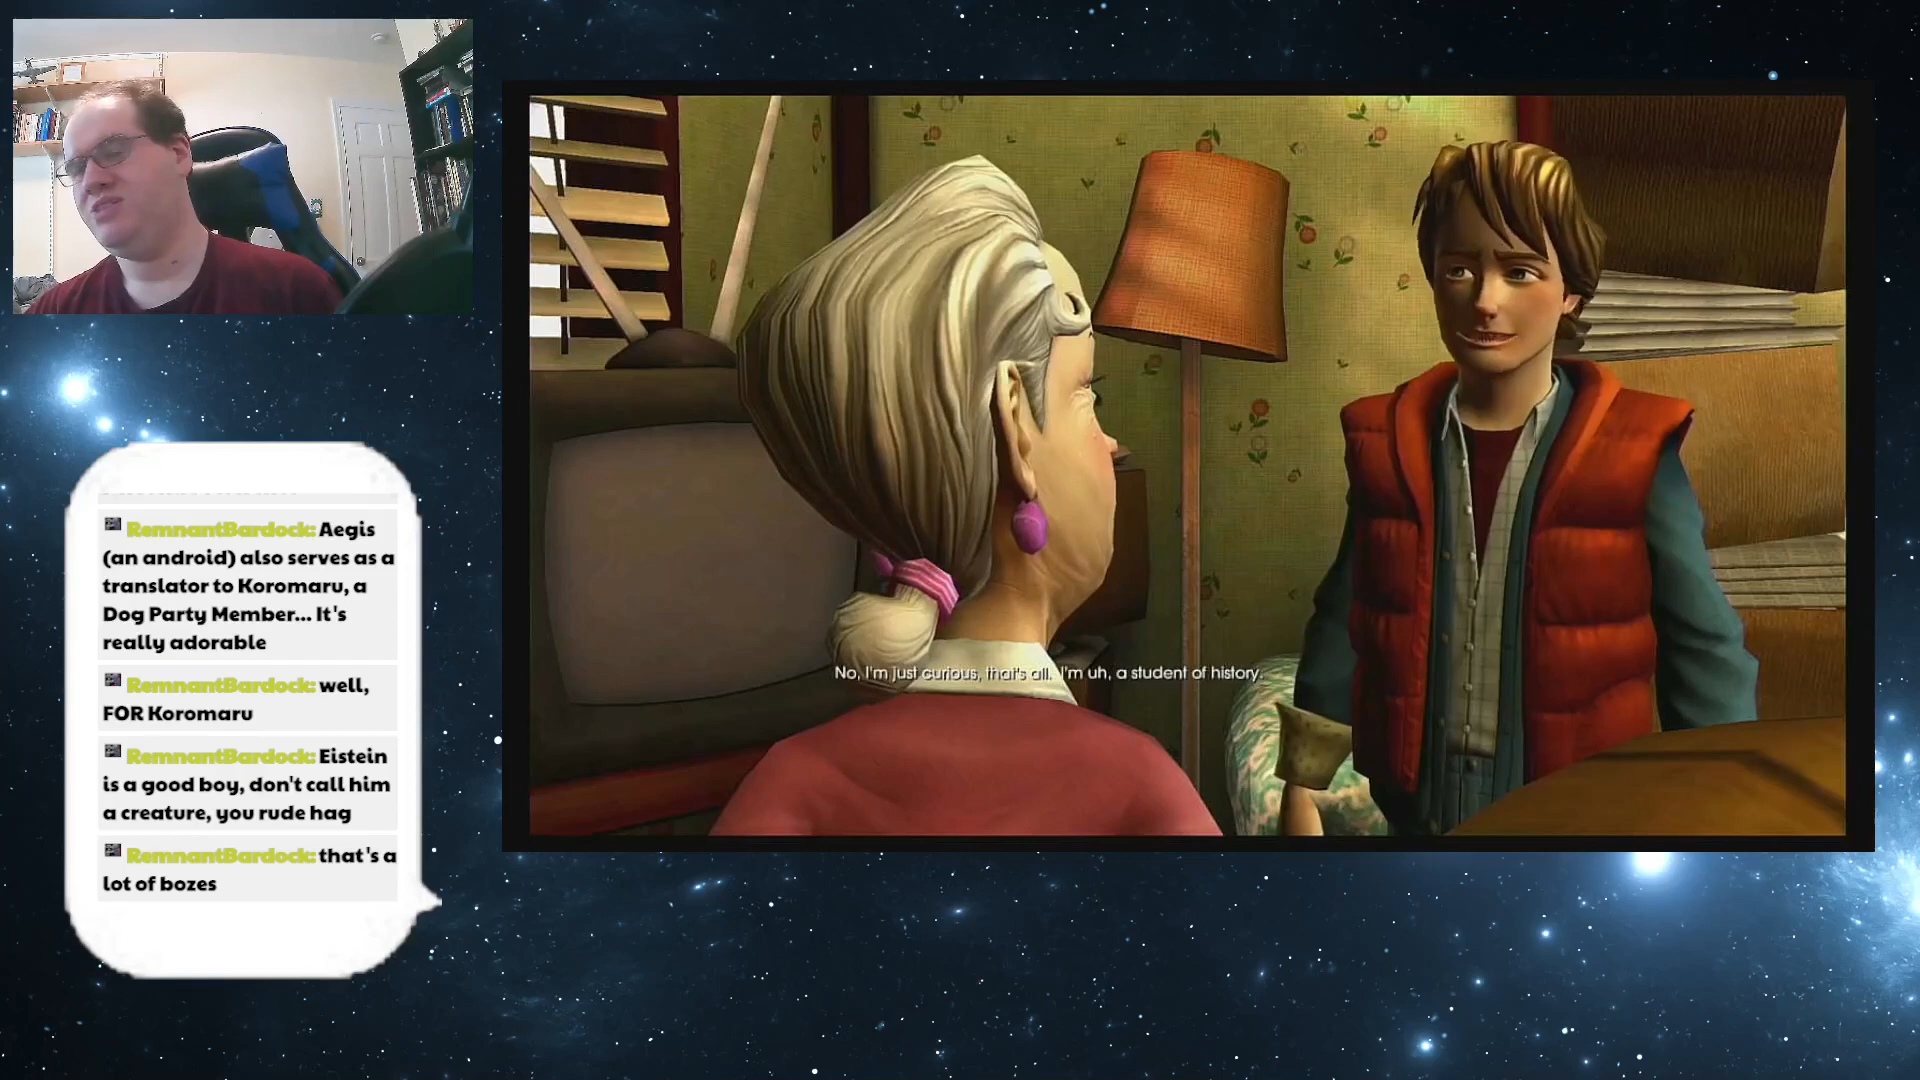 RemnantBardock: Aegis
(an android) also serves as a
translator to Koromaru, a
Dog Party Member... It's
really adorable
RemnantBardock: well,
FOR Koromaru
RemnantBardock: Eistein
is a good boy, don't call him
a creature, you rude hag
RemnantBardock: that's a
lot of bozes
No, I'm just curious, that's all. I'm uh, a student of history.